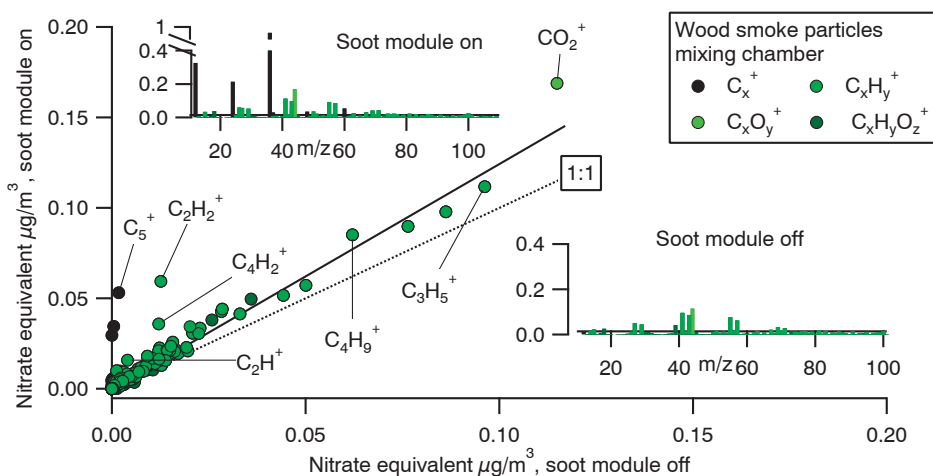 0.20
0.15
0.10
0.05
0.00
Nitrate equivalent µg/m³, soot module on
1
0.4
0.2
0.0
Soot module on
20 40 m/z 60 80 100
CO₂⁺
Wood smoke particles
mixing chamber
Cₓ⁺ CₓHᵧ⁺
CₓOᵧ⁺ CₓHᵧO_z⁺
1:1
C₂H₂⁺
C₅⁺
C₄H₂⁺
C₃H₅⁺
C₄H₉⁺
C₂H⁺
Soot module off
0.4
0.2
0.0
20 40 m/z 60 80 100
0.00 0.05 0.10 0.15 0.20
Nitrate equivalent µg/m³, soot module off